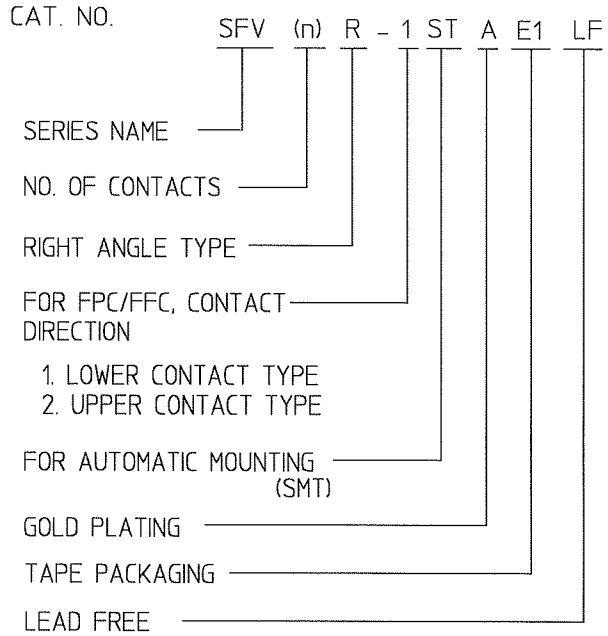 CAT. NO.
SFV (n) R - 1 ST A E1 LF
SERIES NAME
NO. OF CONTACTS
RIGHT ANGLE TYPE
FOR FPC/FFC, CONTACT
DIRECTION
1. LOWER CONTACT TYPE
2. UPPER CONTACT TYPE
FOR AUTOMATIC MOUNTING
(SMT)
GOLD PLATING
TAPE PACKAGING
LEAD FREE